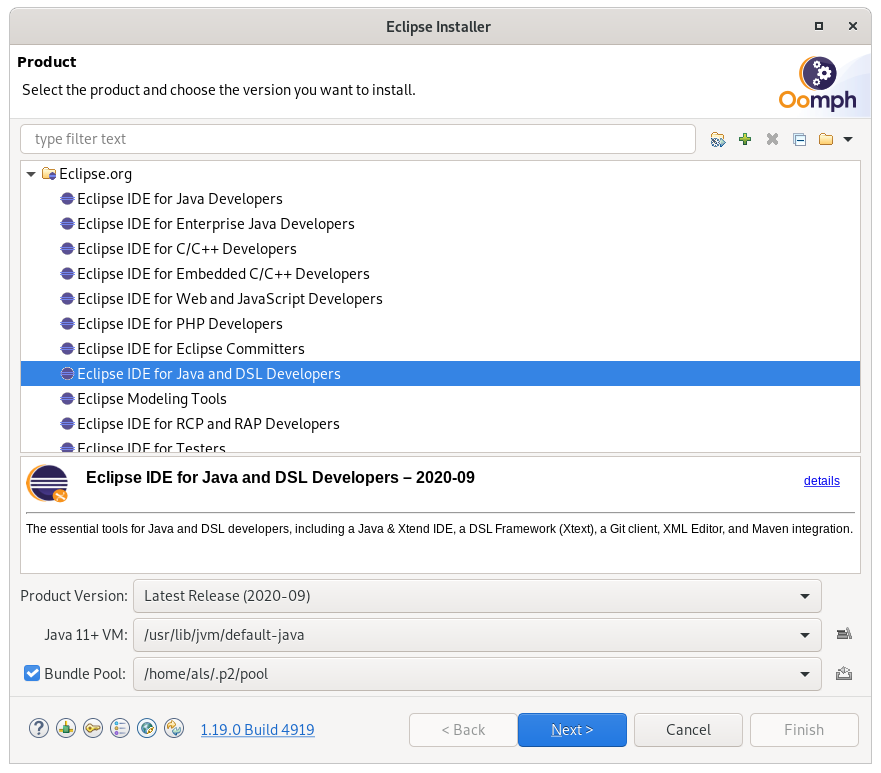 Eclipse Installer
Product
Select the product and choose the version you want to install.
Oomph
type filter text
Eclipse.org
Eclipse IDE for Java Developers
Eclipse IDE for Enterprise Java Developers
Eclipse IDE for C/C++ Developers
Eclipse IDE for Embedded C/C++ Developers
Eclipse IDE for Web and JavaScript Developers
Eclipse IDE for PHP Developers
Eclipse IDE for Eclipse Committers
Eclipse IDE for Java and DSL Developers
Eclipse Modeling Tools
Eclipse IDE for RCP and RAP Developers
Eclipse IDE for Testers
Eclipse IDE for Java and DSL Developers – 2020-09
details
The essential tools for Java and DSL developers, including a Java & Xtend IDE, a DSL Framework (Xtext), a Git client, XML Editor, and Maven integration.
Product Version: Latest Release (2020-09)
Java 11+ VM: /usr/lib/jvm/default-java
Bundle Pool: /home/als/.p2/pool
? 1.19.0 Build 4919 < Back Next > Cancel Finish